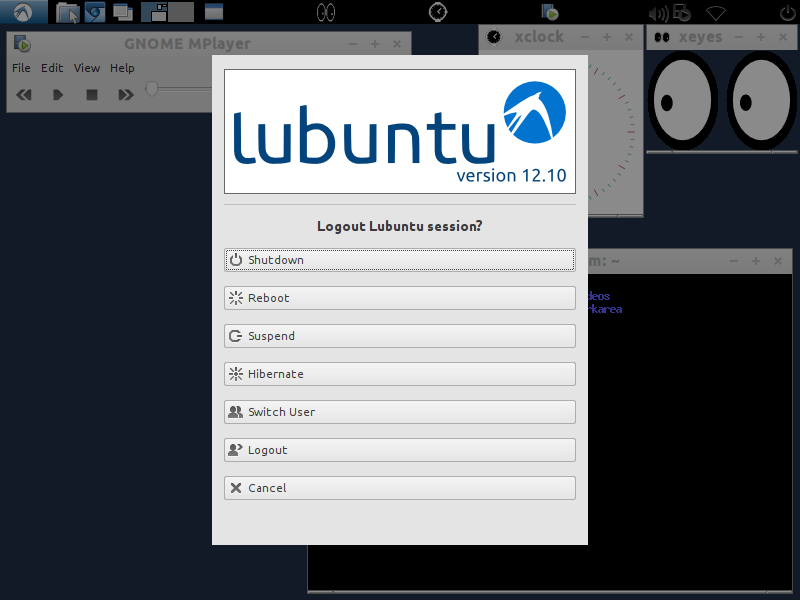 GNOME MPlayer
File Edit View Help
xclock
xeyes
lubuntu
version 12.10
Logout Lubuntu session?
Shutdown
Reboot
Suspend
Hibernate
Switch User
Logout
Cancel
m: ~
deos
rkarea